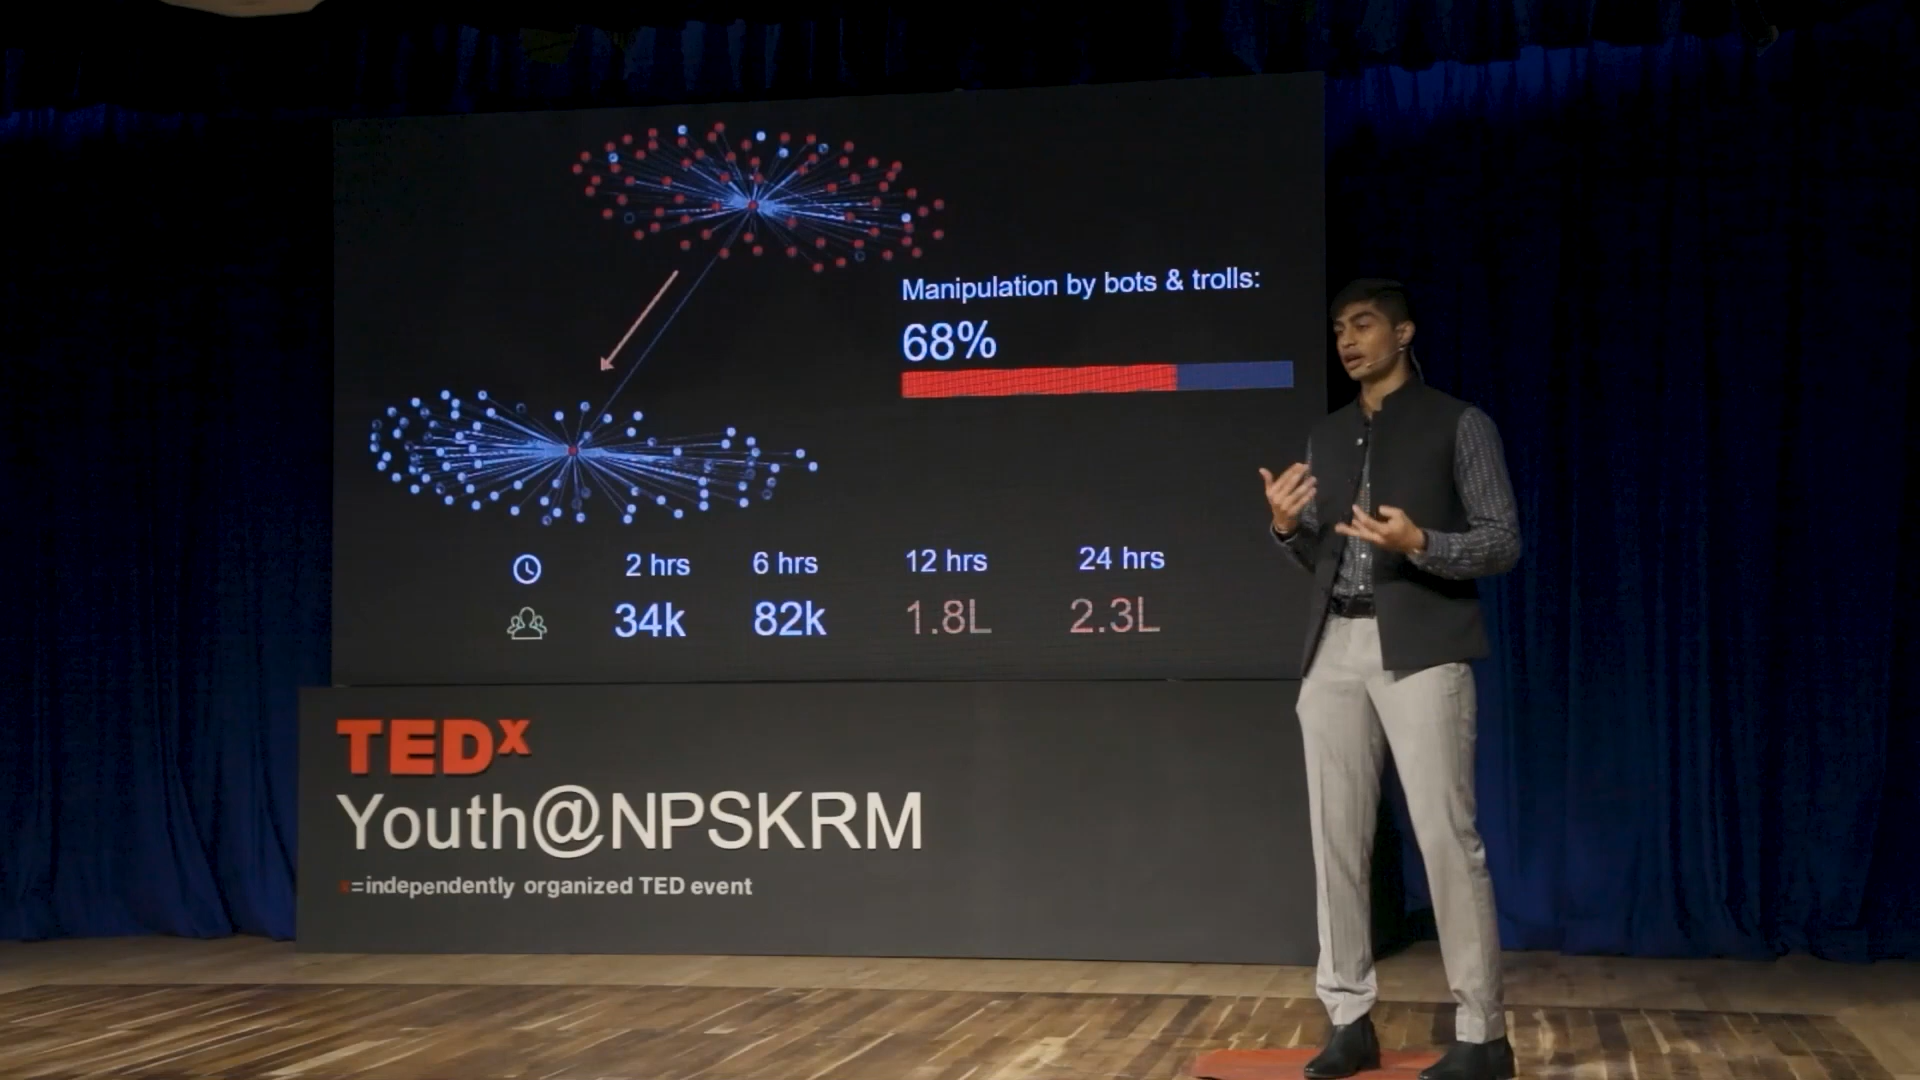 Manipulation by bots & trolls:
68%
2 hrs 6 hrs 12 hrs 24 hrs
34k 82k 1.8L 2.3L
TEDx
Youth@NPSKRM
x=independently organized TED event